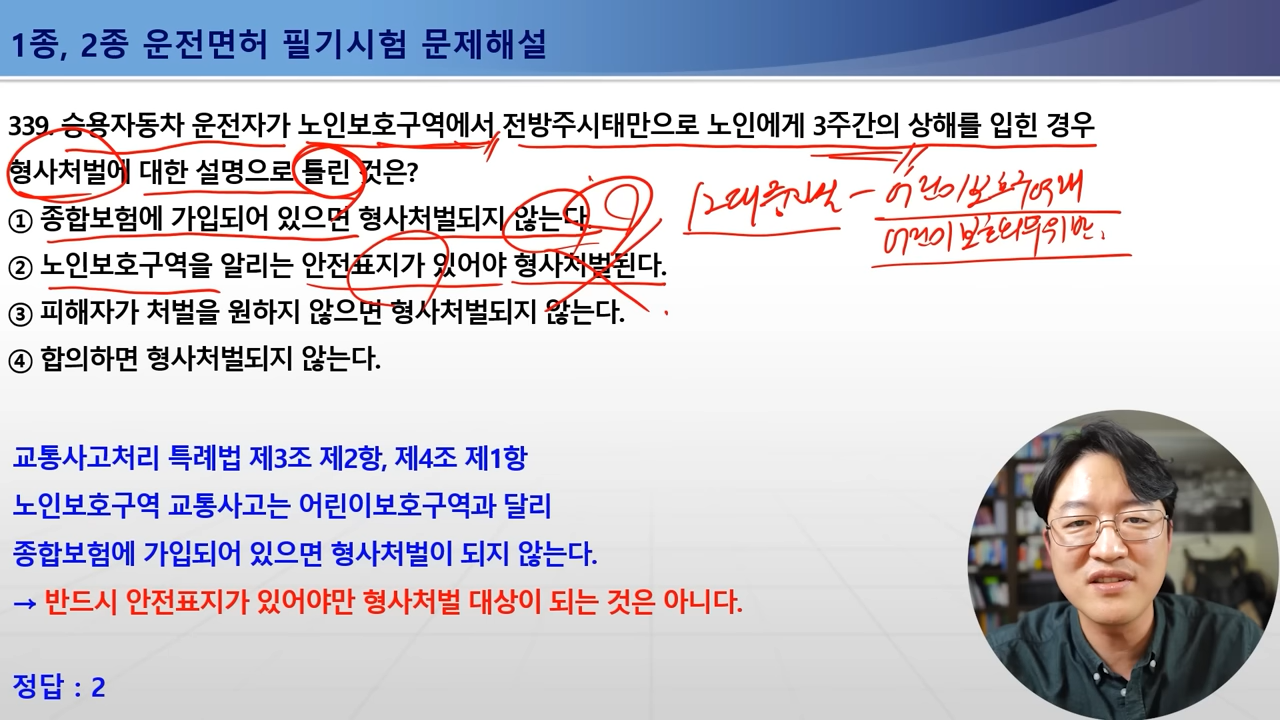 1종, 2종 운전면허 필기시험 문제해설
339. 승용자동차 운전자가 노인보호구역에서 전방주시태만으로 노인에게 3주간의 상해를 입힌 경우
형사처벌에 대한 설명으로 틀린 것은?
12대중과실 – 어린이보호구역내
어린이보호의무위반.
① 종합보험에 가입되어 있으면 형사처벌되지 않는다.
② 노인보호구역을 알리는 안전표지가 있어야 형사처벌된다.
③ 피해자가 처벌을 원하지 않으면 형사처벌되지 않는다.
④ 합의하면 형사처벌되지 않는다.
교통사고처리 특례법 제3조 제2항, 제4조 제1항
노인보호구역 교통사고는 어린이보호구역과 달리
종합보험에 가입되어 있으면 형사처벌이 되지 않는다.
→ 반드시 안전표지가 있어야만 형사처벌 대상이 되는 것은 아니다.
정답 : 2